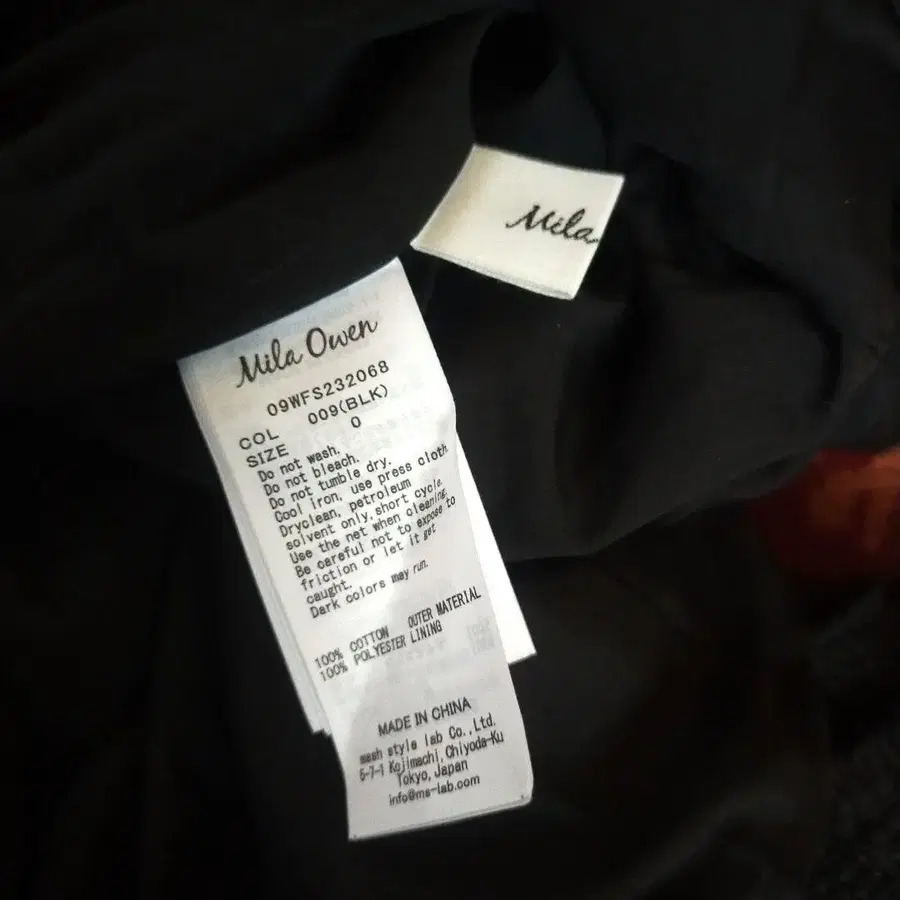 Mila
Mila Owen
09WFS232068
COL 009(BLK)
SIZE 0
Do not wash.
Do not bleach.
Do not tumble dry.
Cool iron, use press cloth
Dryclean, petroleum
solvent only, short cycle.
Use the net when cleaning.
Be careful not to expose to
friction or let it get
caught.
Dark colors may run.
100% COTTON OUTER MATERIAL
100% POLYESTER LINING
MADE IN CHINA
mash style lab Co.,Ltd.
5-7-1 Kojimachi, Chiyoda-Ku
Tokyo, Japan
info@ms-lab.com